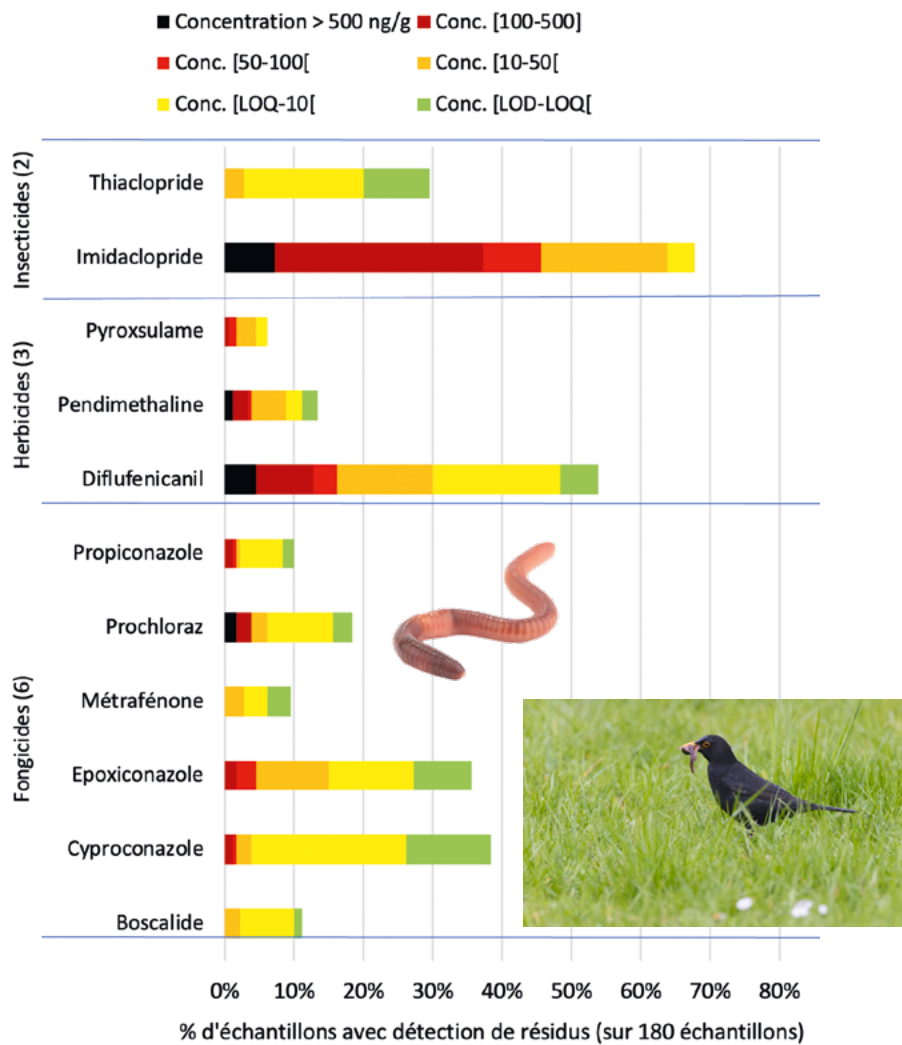 Concentration > 500 ng/g
Conc. [100-500]
Conc. [50-100[
Conc. [10-50[
Conc. [LOQ-10[
Conc. [LOD-LOQ[
Insecticides (2)
Thiaclopride
Imidaclopride
Herbicides (3)
Pyroxsulame
Pendimethaline
Diflufenicanil
Fongicides (6)
Propiconazole
Prochloraz
Métrafénone
Epoxiconazole
Cyproconazole
Boscalide
0% 10% 20% 30% 40% 50% 60% 70% 80%
% d'échantillons avec détection de résidus (sur 180 échantillons)